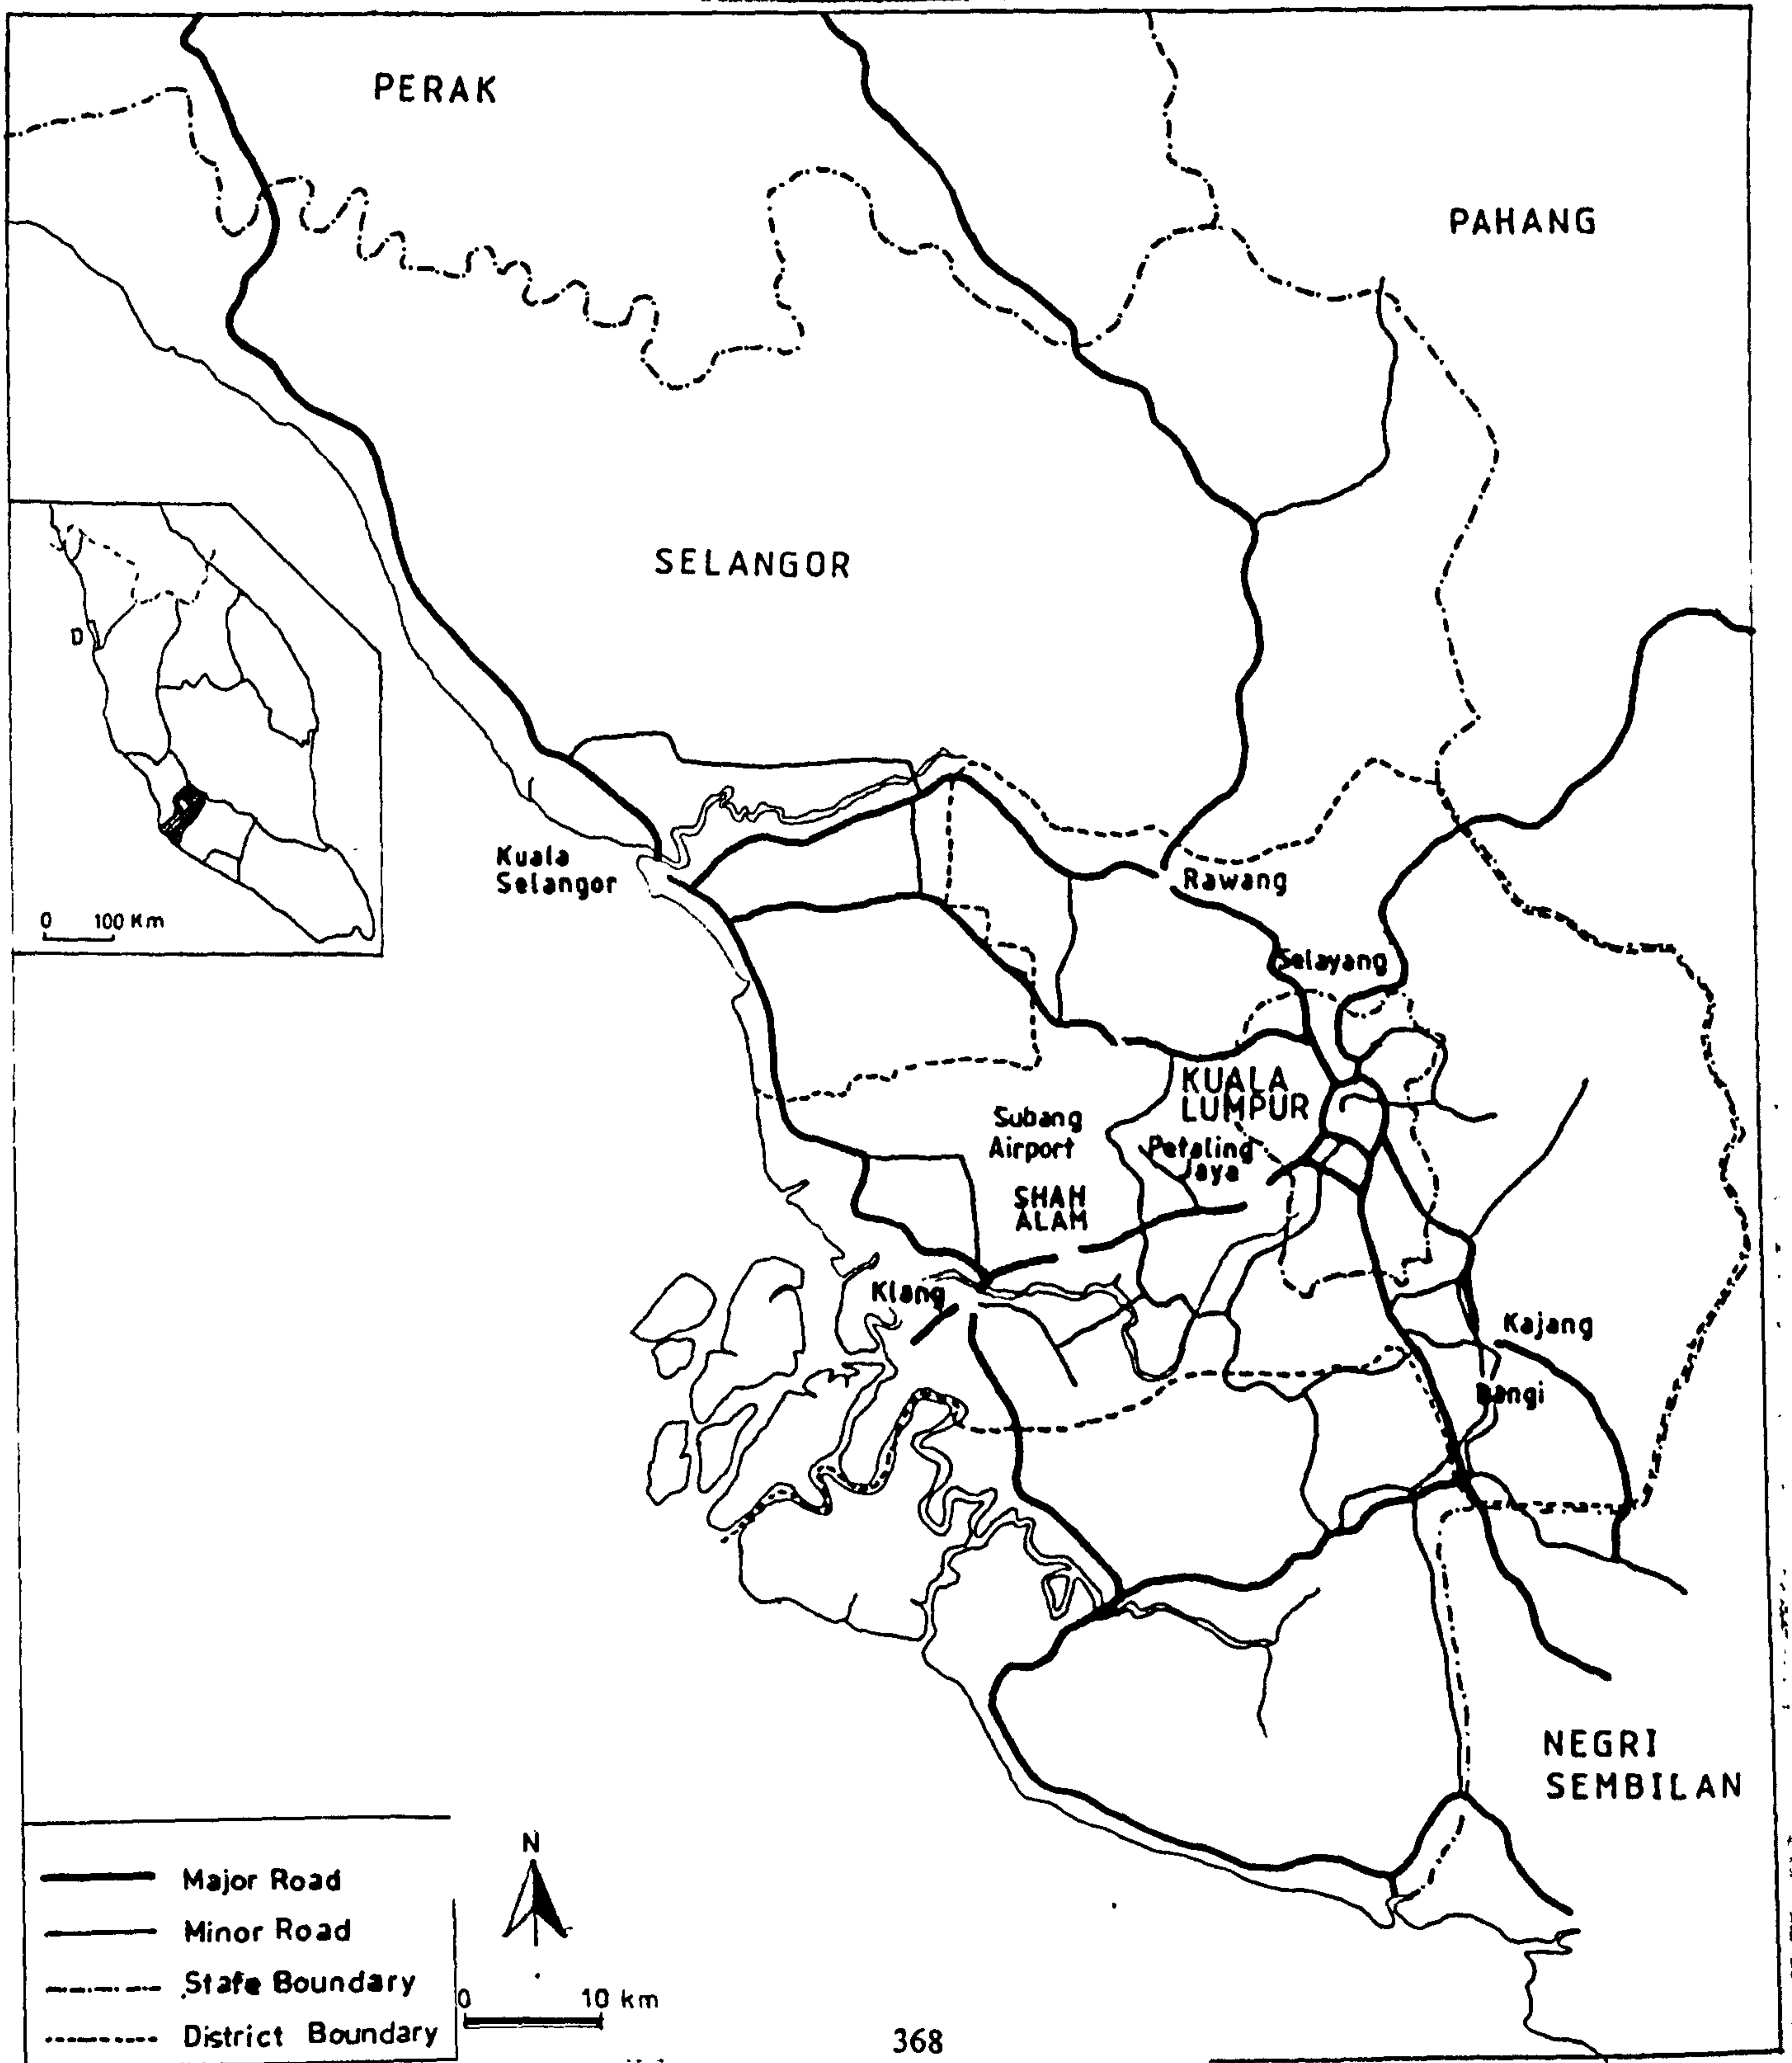 PERAK
PAHANG
SELANGOR
D
0 100 Km
Kuala
Selangor
Rawang
Selayang
KUALA
LUMPUR
Subang
Airport
Petaling
Jaya
SHAH
ALAM
Klang
Kajang
Bangi
NEGRI
SEMBILAN
Major Road
Minor Road
State Boundary
District Boundary
N
0 10 km
368